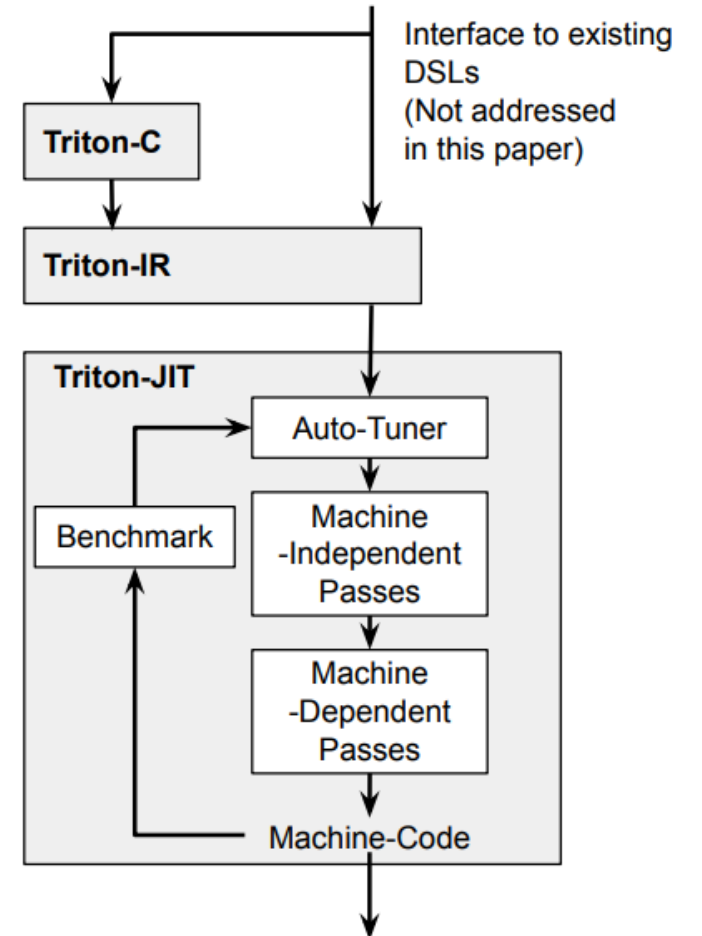 Interface to existing
DSLs
(Not addressed
in this paper)
Triton-C
Triton-IR
Triton-JIT
Auto-Tuner
Benchmark
Machine
-Independent
Passes
Machine
-Dependent
Passes
Machine-Code